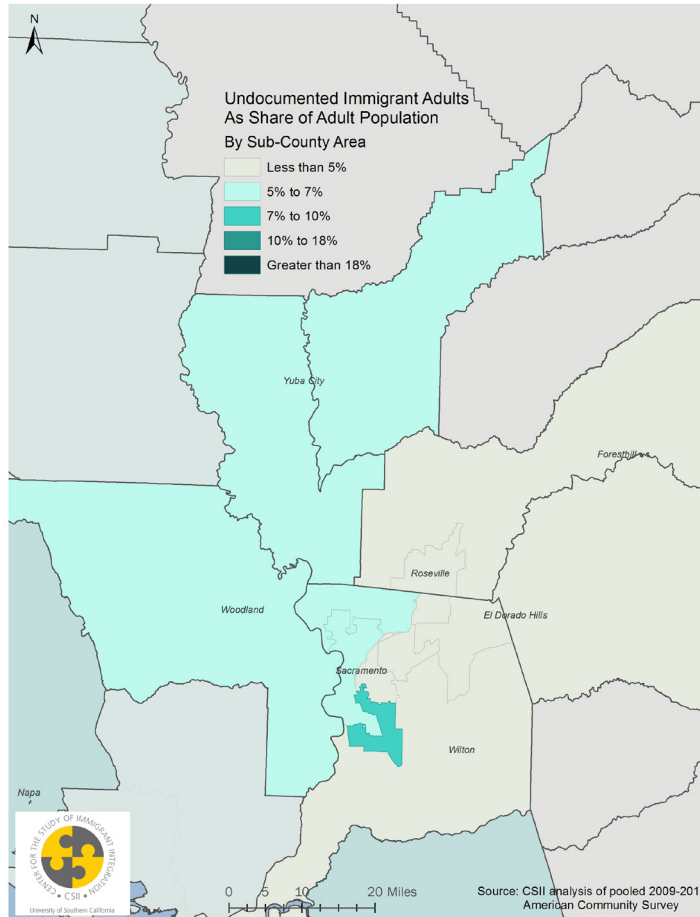 N
Undocumented Immigrant Adults
As Share of Adult Population
By Sub-County Area
Less than 5%
5% to 7%
7% to 10%
10% to 18%
Greater than 18%
Yuba City
Foresthill
Roseville
Woodland
El Dorado Hills
Sacramento
Wilton
Napa
CENTER FOR THE STUDY OF IMMIGRANT INTEGRATION
• CSII •
University of Southern California
0 5 10 20 Miles
Source: CSII analysis of pooled 2009-201
American Community Survey